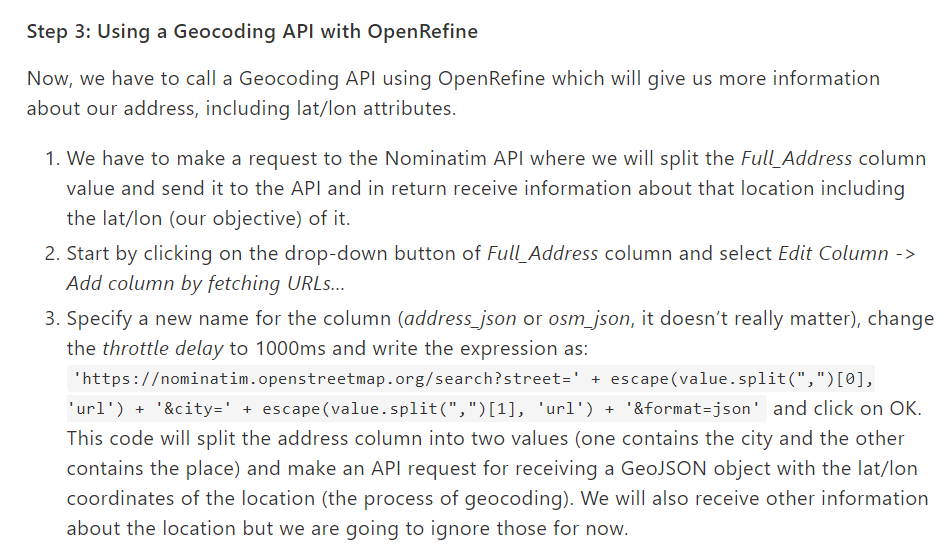 Step 3: Using a Geocoding API with OpenRefine
Now, we have to call a Geocoding API using OpenRefine which will give us more information
about our address, including lat/lon attributes.
1. We have to make a request to the Nominatim API where we will split the Full_Address column
value and send it to the API and in return receive information about that location including
the lat/lon (our objective) of it.
2. Start by clicking on the drop-down button of Full_Address column and select Edit Column ->
Add column by fetching URLs...
3. Specify a new name for the column (address_json or osm_json, it doesn’t really matter), change
the throttle delay to 1000ms and write the expression as:
'https://nominatim.openstreetmap.org/search?street=' + escape(value.split(",")[0],
'url') + '&city=' + escape(value.split(",")[1], 'url') + '&format=json' and click on OK.
This code will split the address column into two values (one contains the city and the other
contains the place) and make an API request for receiving a GeoJSON object with the lat/lon
coordinates of the location (the process of geocoding). We will also receive other information
about the location but we are going to ignore those for now.